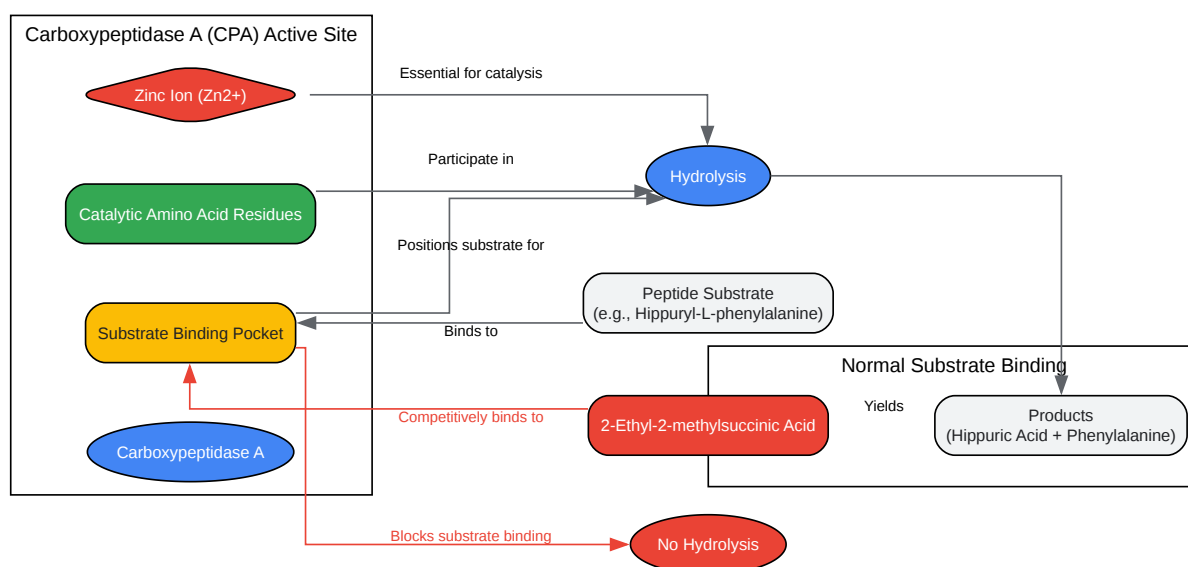 Carboxypeptidase A (CPA) Active Site
Zinc Ion (Zn2+)
Essential for catalysis
Participate in
Hydrolysis
Catalytic Amino Acid Residues
Positions substrate for
Peptide Substrate
(e.g., Hippuryl-L-phenylalanine)
Substrate Binding Pocket
Binds to
Normal Substrate Binding
Competitively binds to
2-Ethyl-2-methylsuccinic Acid
Yields
Products
(Hippuric Acid + Phenylalanine)
Carboxypeptidase A
Blocks substrate binding
No Hydrolysis